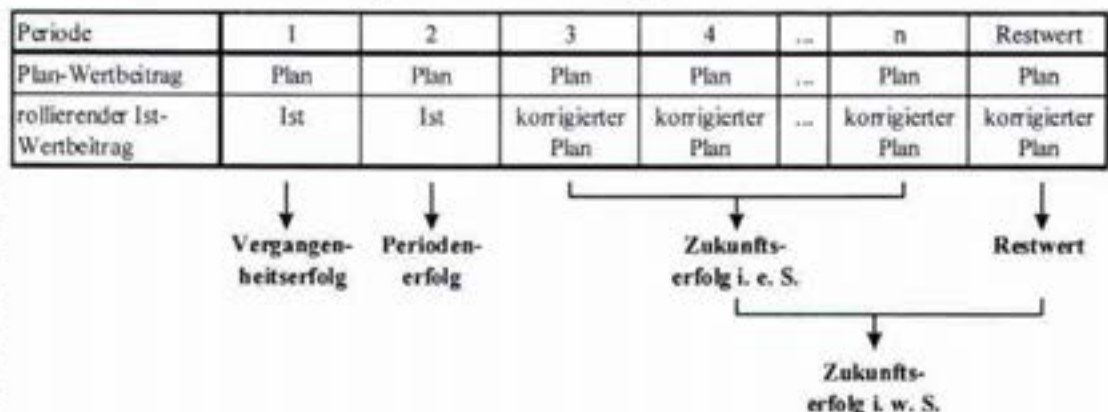 Periode 1 2 3 4 ... n Restwert
Plan-Wertbeitrag Plan Plan Plan Plan ... Plan Plan
rollierender Ist- Ist Ist korrigierter korrigierter ... korrigierter korrigierter
Wertbeitrag Plan Plan Plan Plan
Vergangen- Perioden- Zukunfts- Restwert
heitserfolg erfolg erfolg i. e. S.
Zukunfts-
erfolg i. w. S.